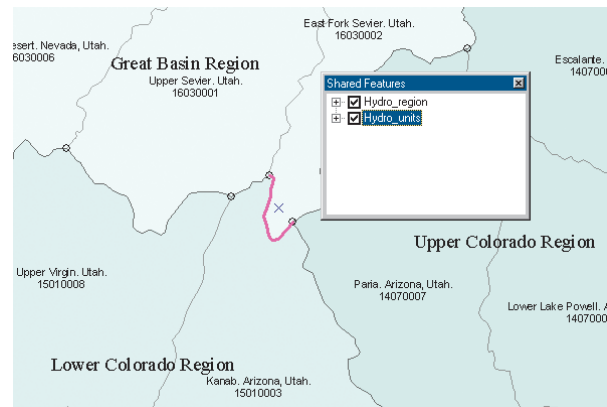 East Fork Sevier. Utah.
16030002
esert. Nevada, Utah.
6030006
Great Basin Region
Upper Sevier. Utah.
16030001
Escalante.
1407000
Shared Features
Hydro_region
Hydro_units
Upper Colorado Region
Upper Virgin. Utah.
15010008
Paria. Arizona, Utah.
14070007
Lower Lake Powell. A
1407000
Lower Colorado Region
Kanab. Arizona, Utah.
15010003